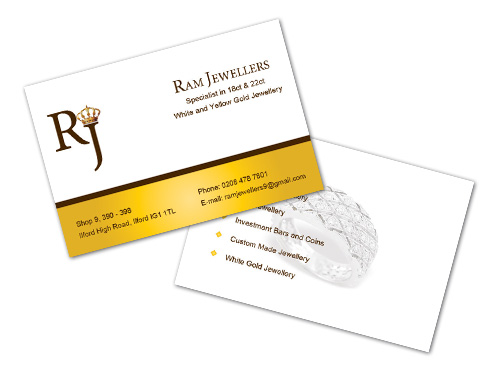 RJ
RAM JEWELLERS
Specialist in 18ct & 22ct
White and Yellow Gold Jewellery
Shop 9, 390 - 398
Ilford High Road, Ilford IG1 1TL
Phone: 0208 478 7601
E-mail: ramjewellers9@gmail.com
Investment Bars and Coins
Custom Made Jewellery
White Gold Jewellery